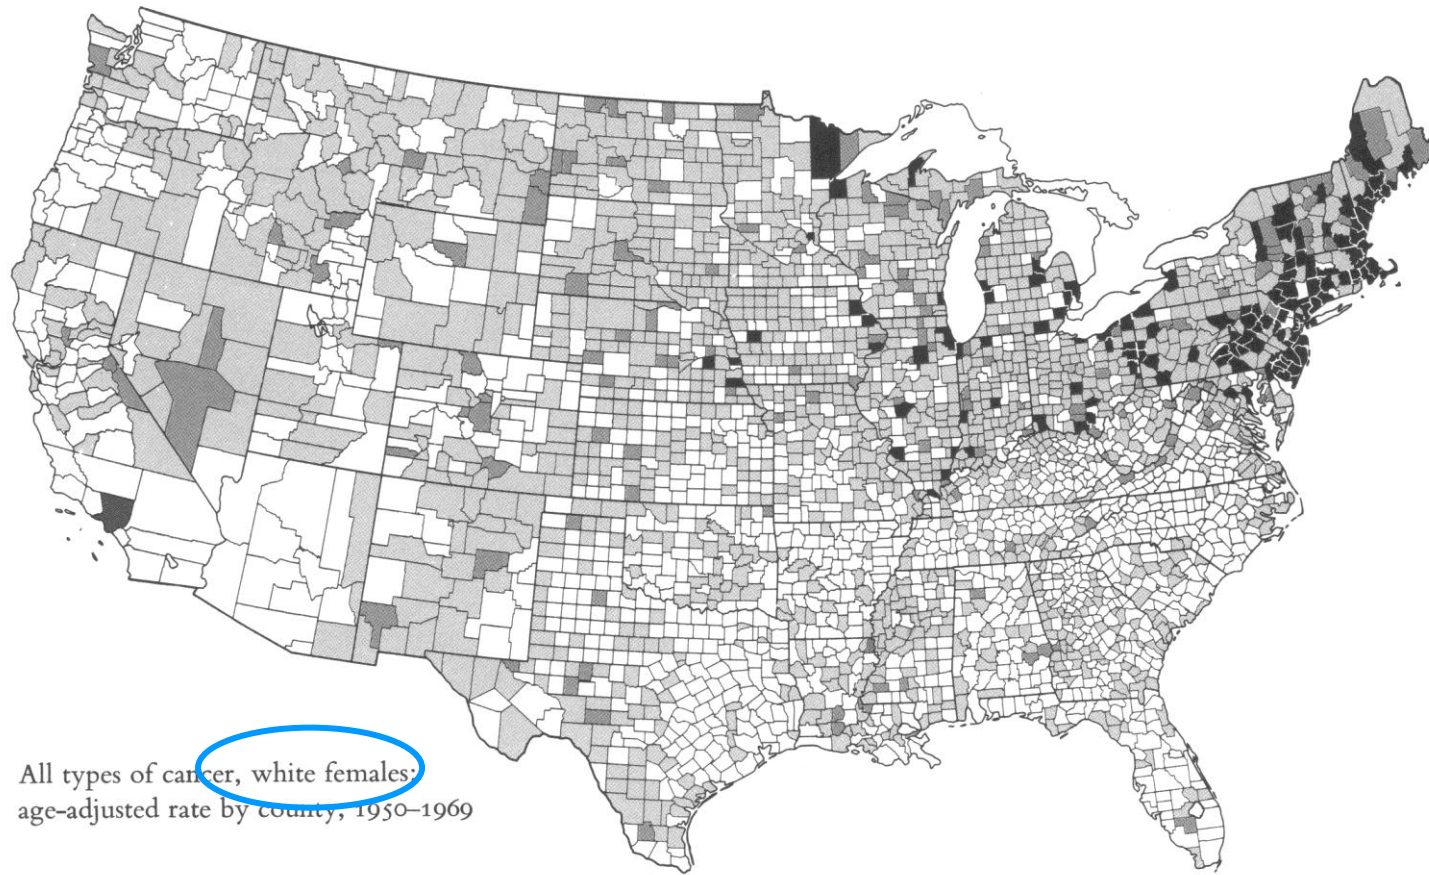 All types of cancer, white females;
age-adjusted rate by county, 1950–1969